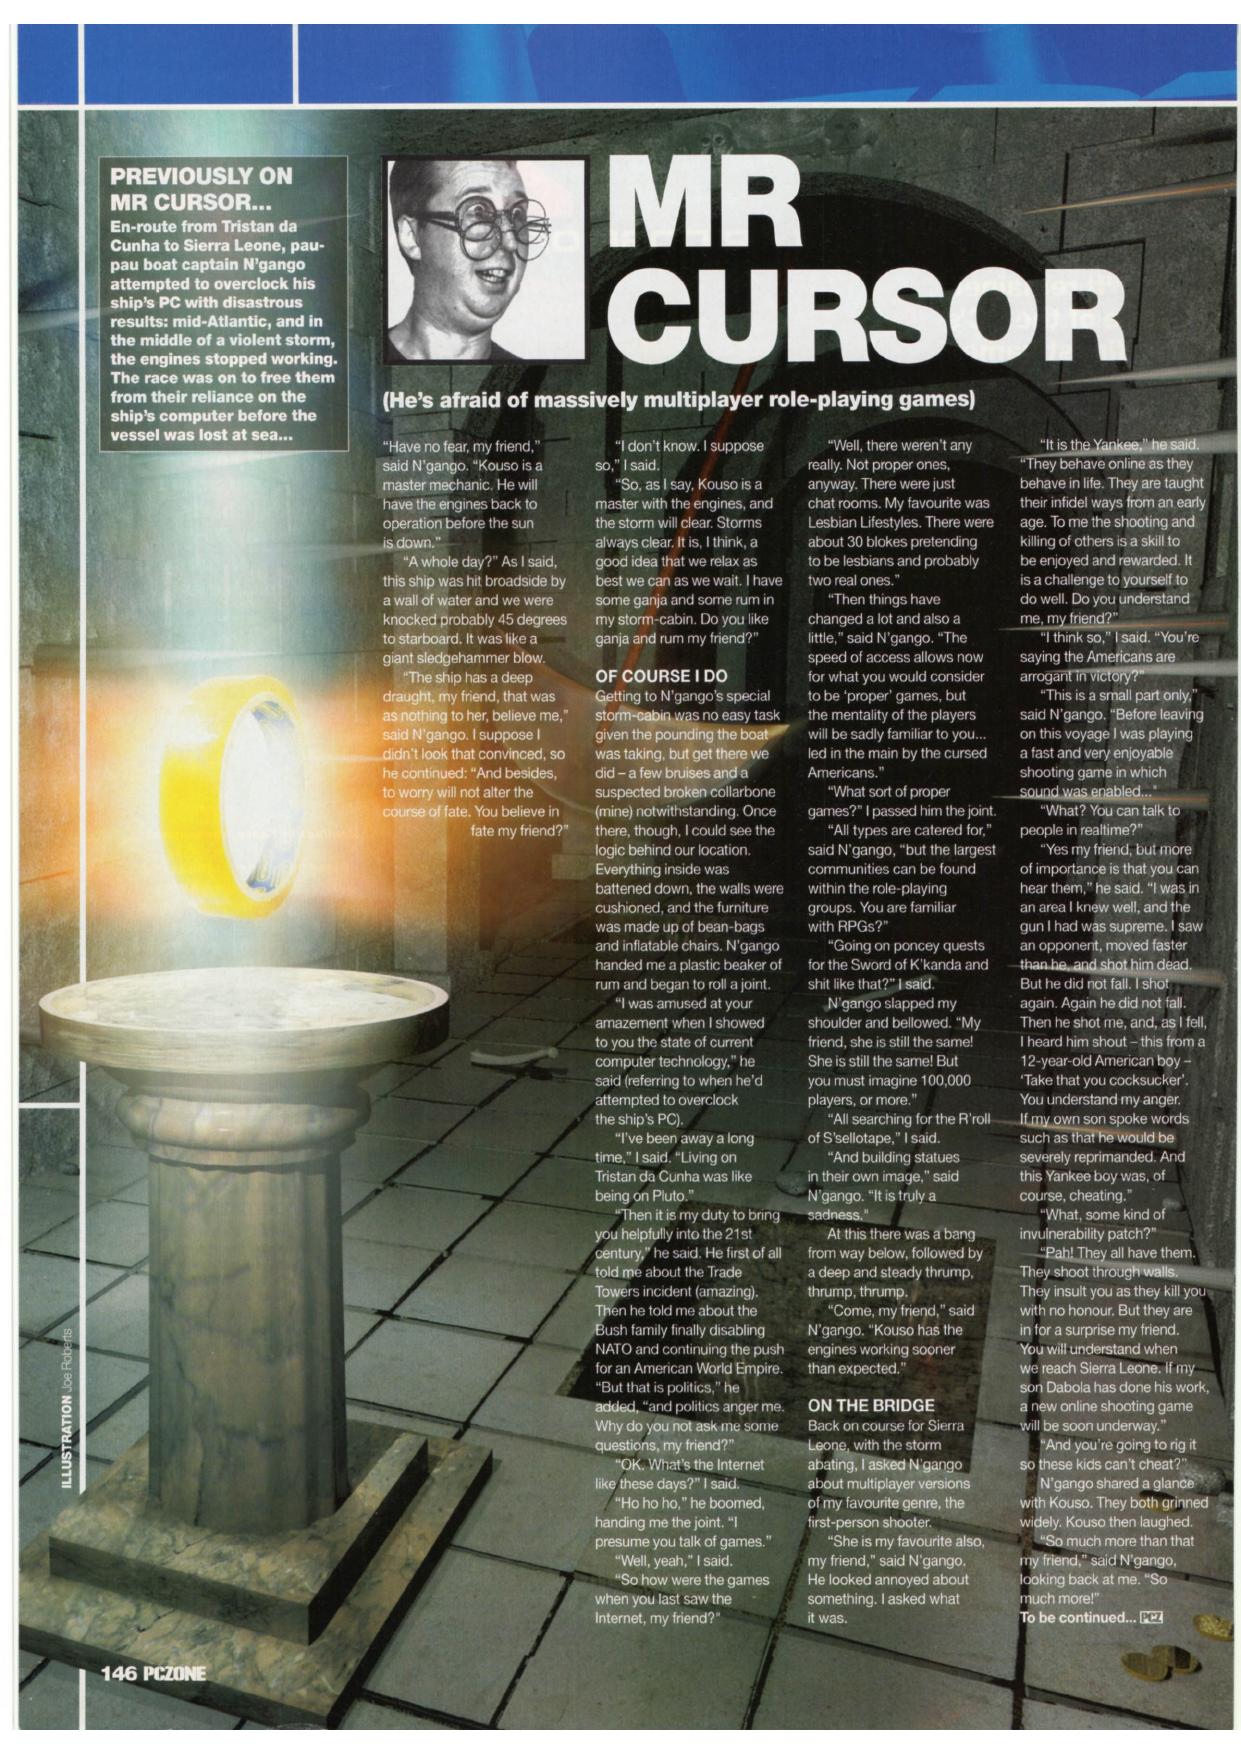 PREVIOUSLY ON
MR CURSOR...
En-route from Tristan da
Cunha to Sierra Leone, pau-
pau boat captain N'gango
attempted to overclock his
ship's PC with disastrous
results: mid-Atlantic, and in
the middle of a violent storm,
the engines stopped working.
The race was on to free them
from their reliance on the
ship's computer before the
vessel was lost at sea...
MR
CURSOR
(He's afraid of massively multiplayer role-playing games)
"Have no fear, my friend,"
said N'gango. "Kouso is a
master mechanic. He will
have the engines back to
operation before the sun
is down."
"A whole day?" As I said,
this ship was hit broadside by
a wall of water and we were
knocked probably 45 degrees
to starboard. It was like a
giant sledgehammer blow.
"The ship has a deep
draught, my friend, that was
as nothing to her, believe me,"
said N'gango. I suppose I
didn't look that convinced, so
he continued: "And besides,
to worry will not alter the
course of fate. You believe in
fate my friend?"
"I don't know. I suppose
so," I said.
"So, as I say, Kouso is a
master with the engines, and
the storm will clear. Storms
always clear. It is, I think, a
good idea that we relax as
best we can as we wait. I have
some ganja and some rum in
my storm-cabin. Do you like
ganja and rum my friend?"
OF COURSE I DO
Getting to N'gango's special
storm-cabin was no easy task
given the pounding the boat
was taking, but get there we
did – a few bruises and a
suspected broken collarbone
(mine) notwithstanding. Once
there, though, I could see the
logic behind our location.
Everything inside was
battened down, the walls were
cushioned, and the furniture
was made up of bean-bags
and inflatable chairs. N'gango
handed me a plastic beaker of
rum and began to roll a joint.
"I was amused at your
amazement when I showed
to you the state of current
computer technology," he
said (referring to when he'd
attempted to overclock
the ship's PC).
"I've been away a long
time," I said. "Living on
Tristan da Cunha was like
being on Pluto."
"Then it is my duty to bring
you helpfully into the 21st
century," he said. He first of all
told me about the Trade
Towers incident (amazing).
Then he told me about the
Bush family finally disabling
NATO and continuing the push
for an American World Empire.
"But that is politics," he
added, "and politics anger me.
Why do you not ask me some
questions, my friend?"
"OK. What's the Internet
like these days?" I said.
"Ho ho ho," he boomed,
handing me the joint. "I
presume you talk of games."
"Well, yeah," I said.
"So how were the games
when you last saw the
Internet, my friend?"
"Well, there weren't any
really. Not proper ones,
anyway. There were just
chat rooms. My favourite was
Lesbian Lifestyles. There were
about 30 blokes pretending
to be lesbians and probably
two real ones."
"Then things have
changed a lot and also a
little," said N'gango. "The
speed of access allows now
for what you would consider
to be 'proper' games, but
the mentality of the players
will be sadly familiar to you...
led in the main by the cursed
Americans."
"What sort of proper
games?" I passed him the joint.
"All types are catered for,"
said N'gango, "but the largest
communities can be found
within the role-playing
groups. You are familiar
with RPGs?"
"Going on poncey quests
for the Sword of K'kanda and
shit like that?" I said.
N'gango slapped my
shoulder and bellowed. "My
friend, she is still the same!
She is still the same! But
you must imagine 100,000
players, or more."
"All searching for the R'roll
of S'sellotape," I said.
"And building statues
in their own image," said
N'gango. "It is truly a
sadness."
At this there was a bang
from way below, followed by
a deep and steady thrump,
thrump, thrump.
"Come, my friend," said
N'gango. "Kouso has the
engines working sooner
than expected."
ON THE BRIDGE
Back on course for Sierra
Leone, with the storm
abating, I asked N'gango
about multiplayer versions
of my favourite genre, the
first-person shooter.
"She is my favourite also,
my friend," said N'gango.
He looked annoyed about
something. I asked what
it was.
"It is the Yankee," he said.
"They behave online as they
behave in life. They are taught
their infidel ways from an early
age. To me the shooting and
killing of others is a skill to
be enjoyed and rewarded. It
is a challenge to yourself to
do well. Do you understand
me, my friend?"
"I think so," I said. "You're
saying the Americans are
arrogant in victory?"
"This is a small part only,"
said N'gango. "Before leaving
on this voyage I was playing
a fast and very enjoyable
shooting game in which
sound was enabled..."
"What? You can talk to
people in realtime?"
"Yes my friend, but more
of importance is that you can
hear them," he said. "I was in
an area I knew well, and the
gun I had was supreme. I saw
an opponent, moved faster
than he, and shot him dead.
But he did not fall. I shot
again. Again he did not fall.
Then he shot me, and, as I fell,
I heard him shout – this from a
12-year-old American boy –
'Take that you cocksucker'.
You understand my anger.
If my own son spoke words
such as that he would be
severely reprimanded. And
this Yankee boy was, of
course, cheating."
"What, some kind of
invulnerability patch?"
"Pah! They all have them.
They shoot through walls.
They insult you as they kill you
with no honour. But they are
in for a surprise my friend.
You will understand when
we reach Sierra Leone. If my
son Dabola has done his work,
a new online shooting game
will be soon underway."
"And you're going to rig it
so these kids can't cheat?"
N'gango shared a glance
with Kouso. They both grinned
widely. Kouso then laughed.
"So much more than that
my friend," said N'gango,
looking back at me. "So
much more!"
To be continued... PCZ
ILLUSTRATION Joe Roberts
146 PCZONE